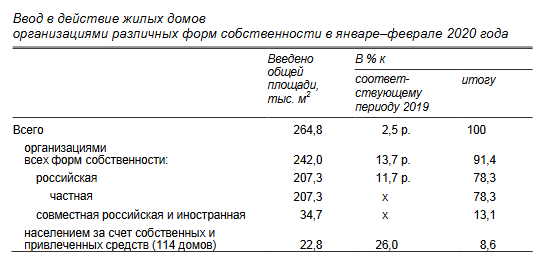 Ввод в действие жилых домов
организациями различных форм собственности в январе–феврале 2020 года
Введено общей площади, тыс. м² В % к
соответ-ствующему периоду 2019 итогу
Всего 264,8 2,5 р. 100
организациями
всех форм собственности: 242,0 13,7 р. 91,4
российская 207,3 11,7 р. 78,3
частная 207,3 х 78,3
совместная российская и иностранная 34,7 х 13,1
населением за счет собственных и
привлеченных средств (114 домов) 22,8 26,0 8,6